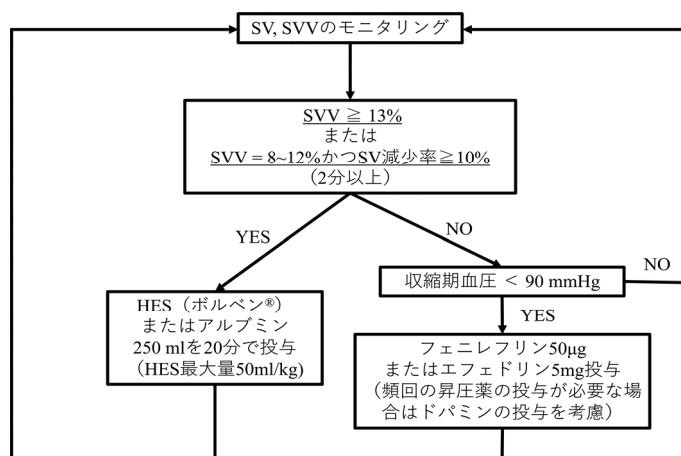 SV, SVVのモニタリング
SVV ≧ 13%
または
SVV = 8~12%かつSV減少率≧10%
（2分以上）
YES
NO
収縮期血圧 < 90 mmHg
NO
YES
HES（ボルベン®）
またはアルブミン
250 mlを20分で投与
（HES最大量50ml/kg）
フェニレフリン50μg
またはエフェドリン5mg投与
（頻回の昇圧薬の投与が必要な場
合はドパミンの投与を考慮）